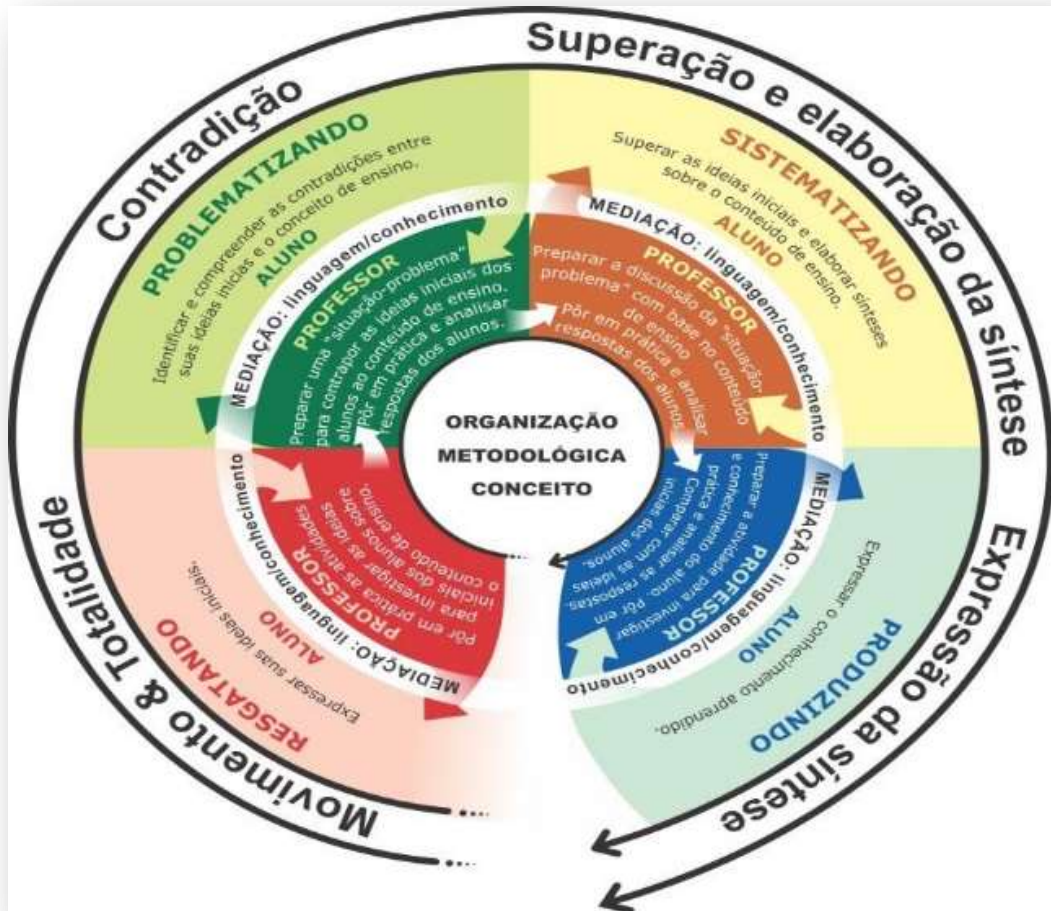 Movimento & Totalidade
Contradição
Superação e elaboração da síntese
Expressão da síntese
RESGATANDO
Expressar suas ideias iniciais.
ALUNO
MEDIAÇÃO: linguagem/conhecimento
PROFESSOR
Pôr em prática as atividades
para investigar as ideias
iniciais dos alunos sobre
o conteúdo de ensino.
PROBLEMATIZANDO
Identificar e compreender as contradições entre
suas ideias inicias e o conceito de ensino.
ALUNO
MEDIAÇÃO: linguagem/conhecimento
PROFESSOR
Preparar uma "situação-problema"
para contrapor as ideias iniciais dos
alunos ao conteúdo de ensino.
Pôr em prática e analisar
respostas dos alunos.
SISTEMATIZANDO
Superar as ideias iniciais e elaborar sínteses
sobre o conteúdo de ensino.
ALUNO
MEDIAÇÃO: linguagem/conhecimento
PROFESSOR
Preparar a discussão da "situação-
problema" com base no conteúdo
de ensino
Pôr em prática e analisar
respostas dos alunos
PRODUZINDO
Expressar o conhecimento aprendido.
ALUNO
MEDIAÇÃO: linguagem/conhecimento
PROFESSOR
Preparar a atividade para investigar
e conhecimento do aluno. Pôr em
prática e analisar as respostas.
Comparar com as ideias
inicias dos alunos.
ORGANIZAÇÃO
METODOLÓGICA
CONCEITO